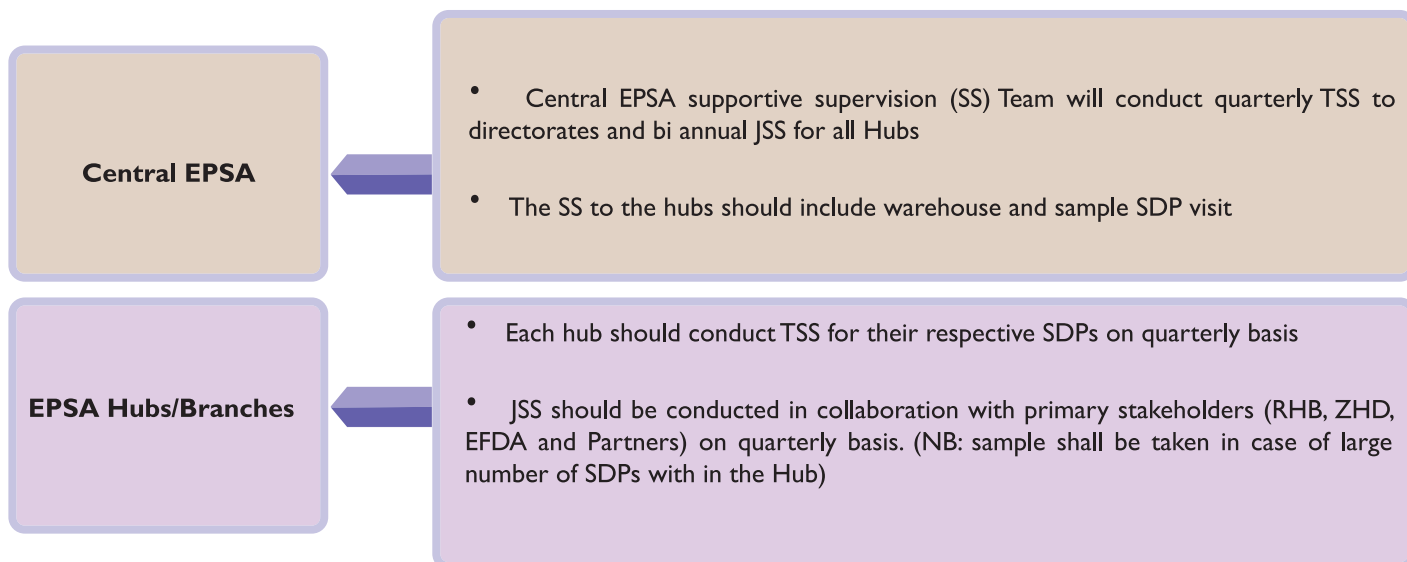 Central EPSA
• Central EPSA supportive supervision (SS) Team will conduct quarterly TSS to
directorates and bi annual JSS for all Hubs
• The SS to the hubs should include warehouse and sample SDP visit
EPSA Hubs/Branches
• Each hub should conduct TSS for their respective SDPs on quarterly basis
• JSS should be conducted in collaboration with primary stakeholders (RHB, ZHD,
EFDA and Partners) on quarterly basis. (NB: sample shall be taken in case of large
number of SDPs with in the Hub)